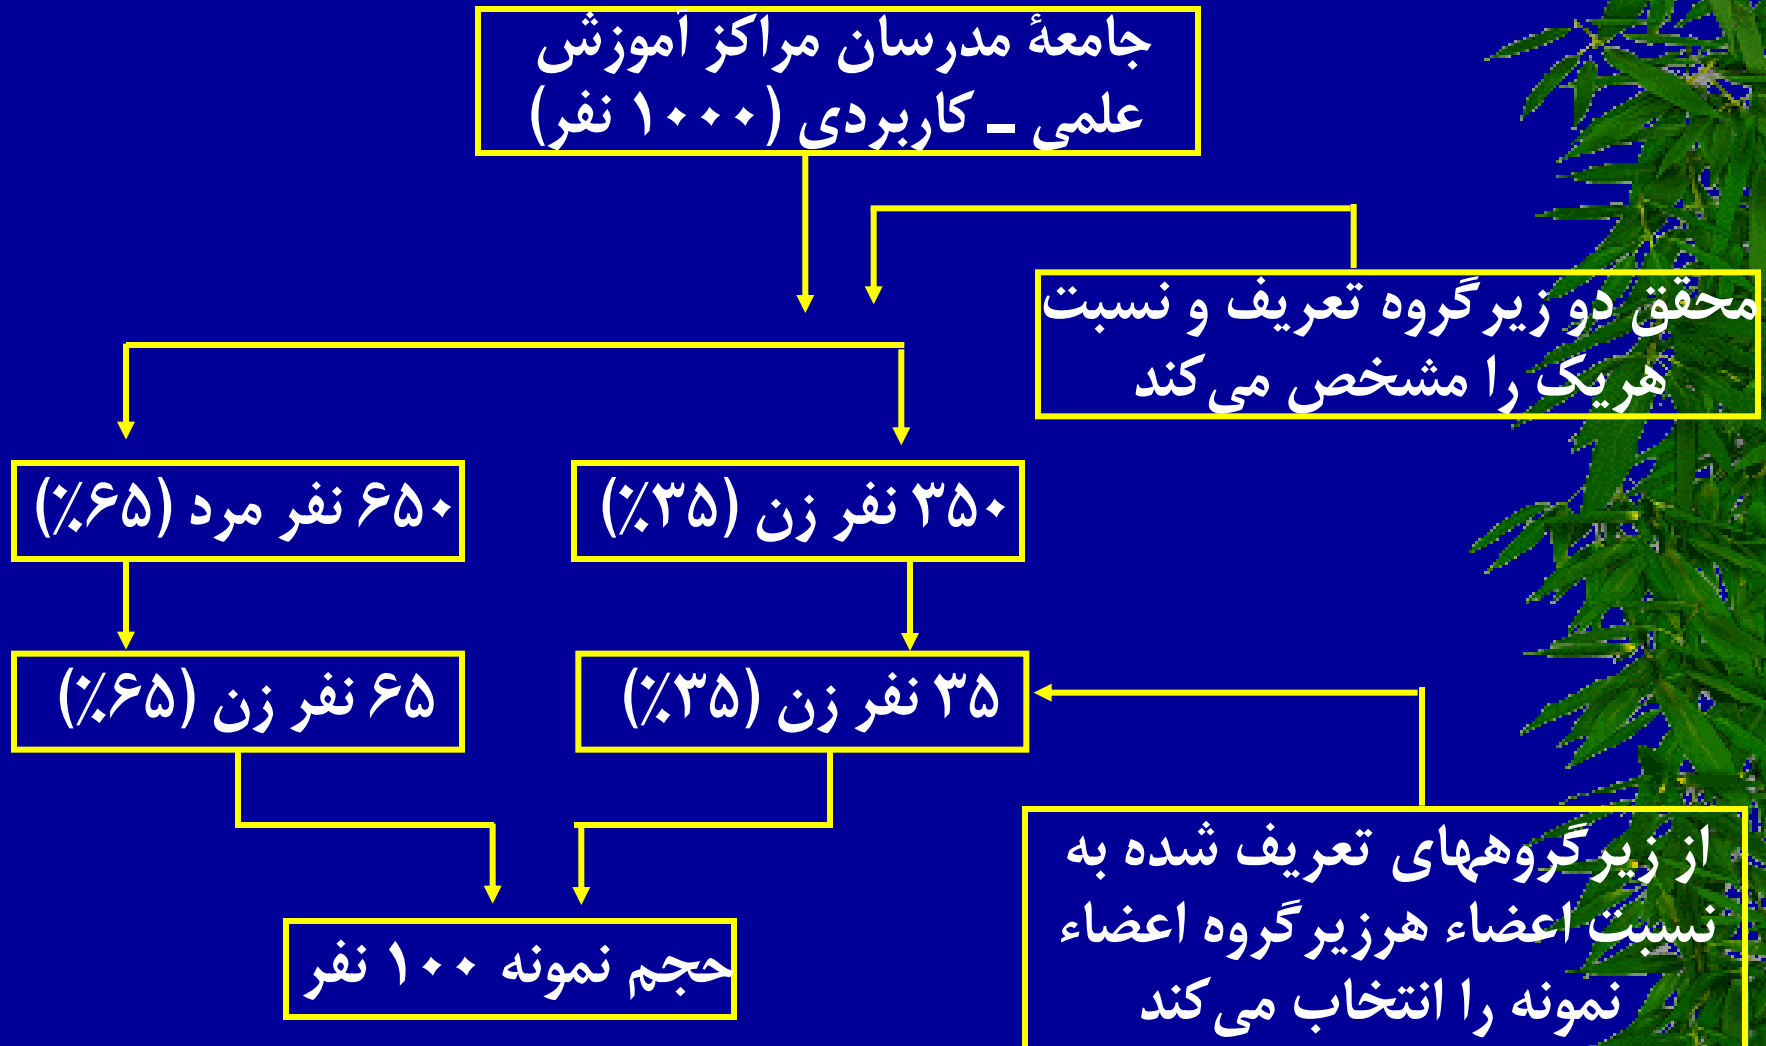 جامعهٔ مدرسان مراکز آموزش
علمی ـ کاربردی (۱۰۰۰ نفر)
محقق دو زیرگروه تعریف و نسبت
هریک را مشخص می‌کند
۳۵۰ نفر زن (۳۵٪)
۶۵۰ نفر مرد (۶۵٪)
۳۵ نفر زن (۳۵٪)
۶۵ نفر زن (۶۵٪)
از زیرگروههای تعریف شده به
نسبت اعضاء هرزیرگروه اعضاء
نمونه را انتخاب می‌کند
حجم نمونه ۱۰۰ نفر